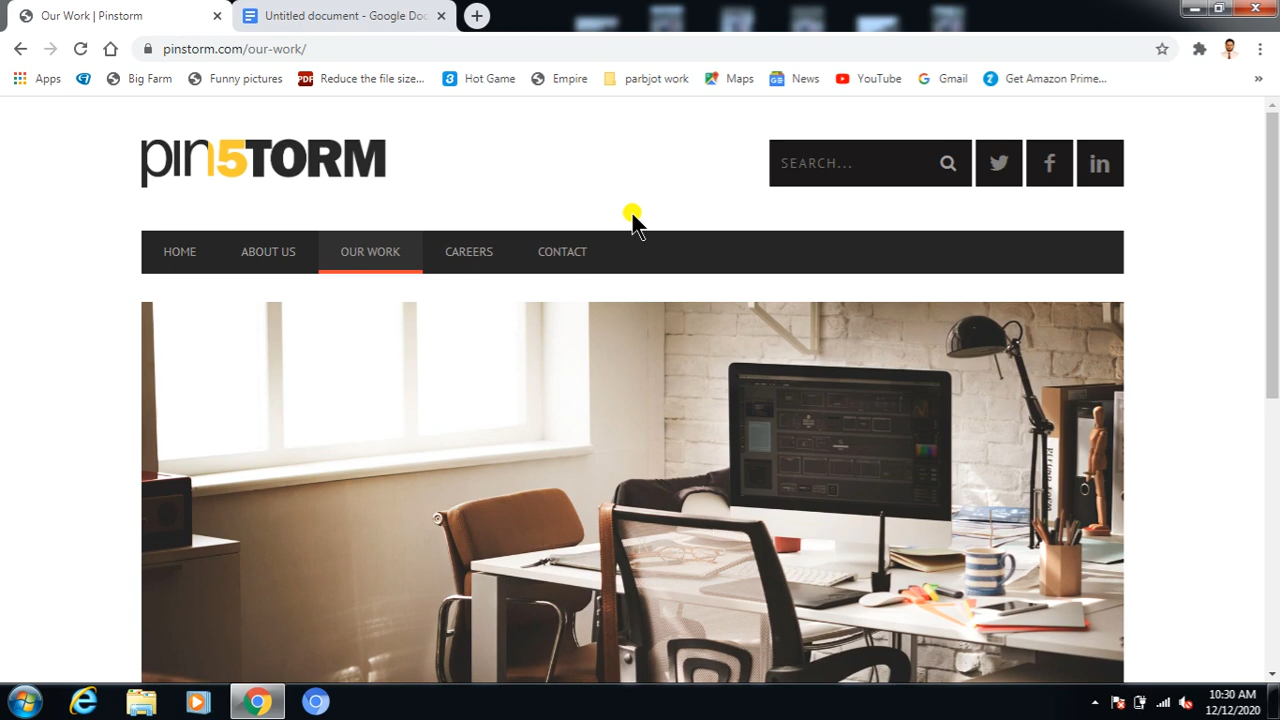 Our Work | Pinstorm
Untitled document - Google Doc
pinstorm.com/our-work/
Apps
Big Farm
Funny pictures
PDF
Reduce the file size...
3
Hot Game
Empire
parbjot work
Maps
News
YouTube
G
Gmail
Get Amazon Prime...
»
pin5TORM
SEARCH...
HOME
ABOUT US
OUR WORK
CAREERS
CONTACT
10:30 AM
12/12/2020